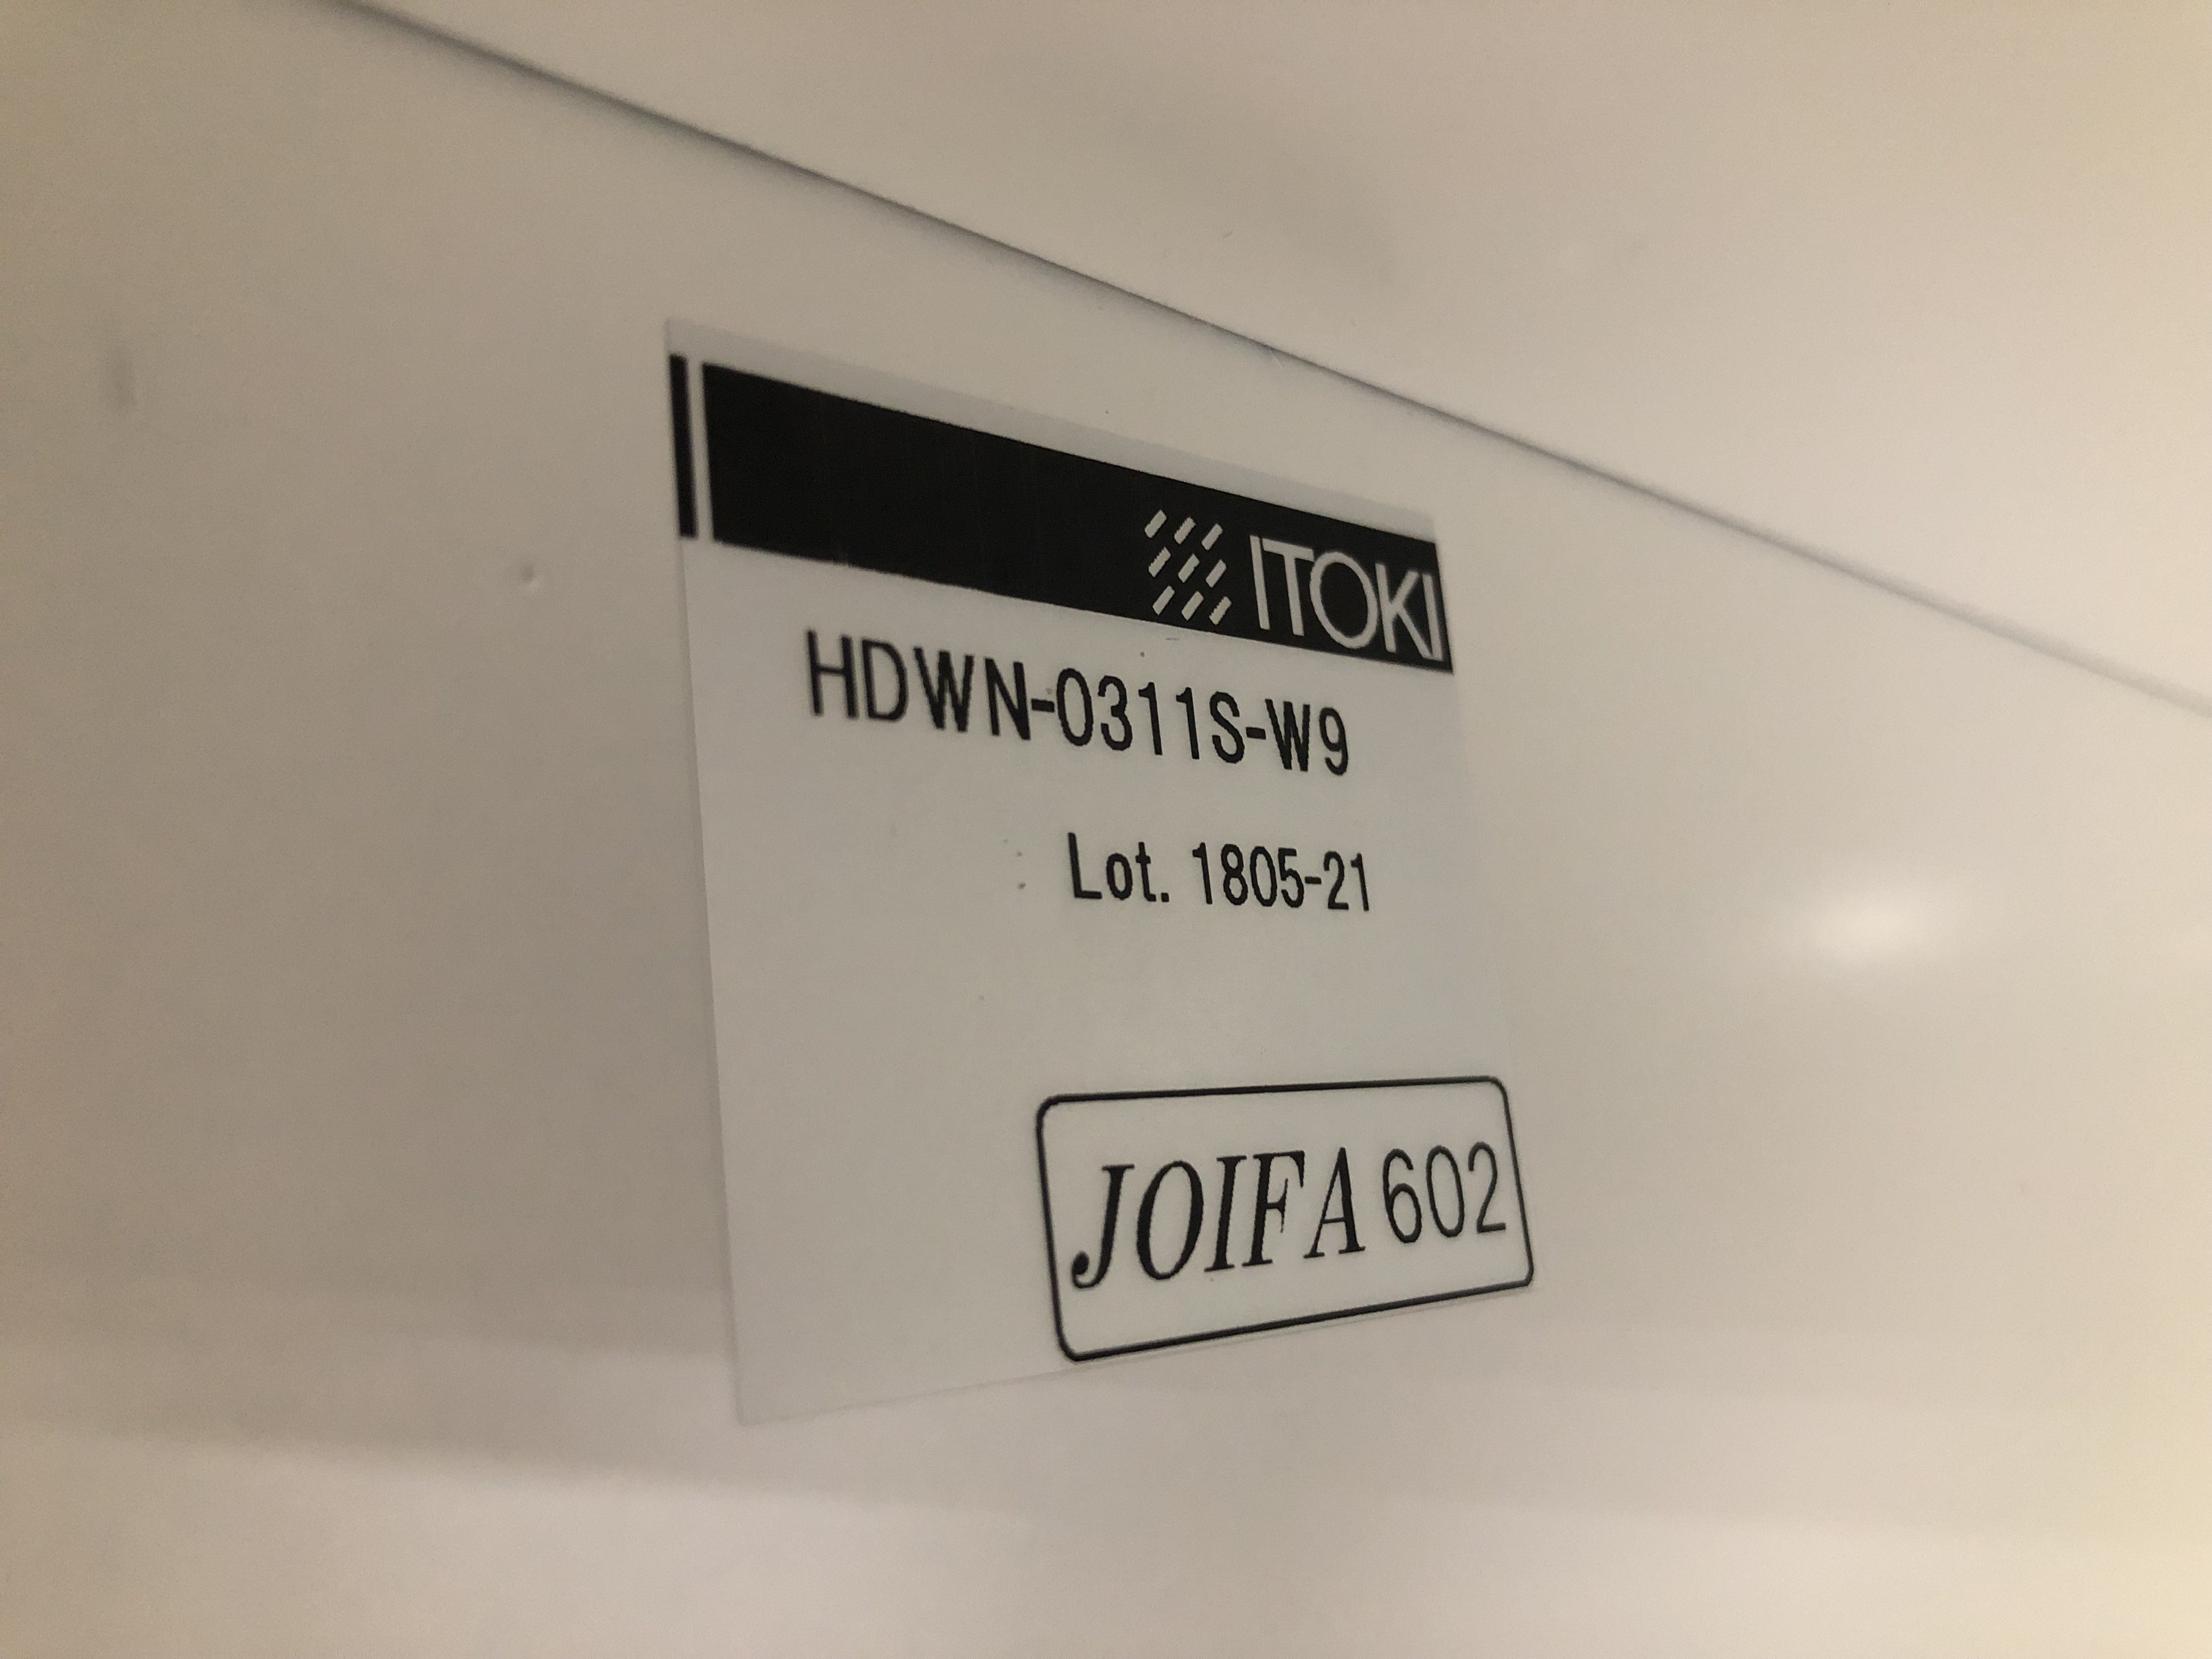 ITOKI
HDWN-0311S-W9
Lot. 1805-21
JOIFA 602